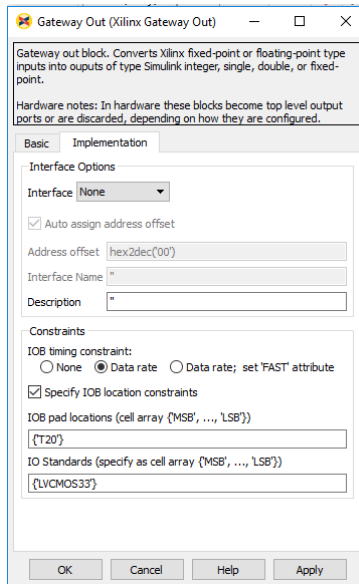 Gateway Out (Xilinx Gateway Out)
Gateway out block. Converts Xilinx fixed-point or floating-point type
inputs into ouputs of type Simulink integer, single, double, or fixed-
point.
Hardware notes: In hardware these blocks become top level output
ports or are discarded, depending on how they are configured.
Basic Implementation
Interface Options
Interface None
Auto assign address offset
Address offset hex2dec('00')
Interface Name ''
Description ''
Constraints
IOB timing constraint:
None Data rate Data rate; set 'FAST' attribute
Specify IOB location constraints
IOB pad locations (cell array {'MSB', ..., 'LSB'})
{'T20'}
IO Standards (specify as cell array {'MSB', ..., 'LSB'})
{'LVCMOS33'}
OK Cancel Help Apply